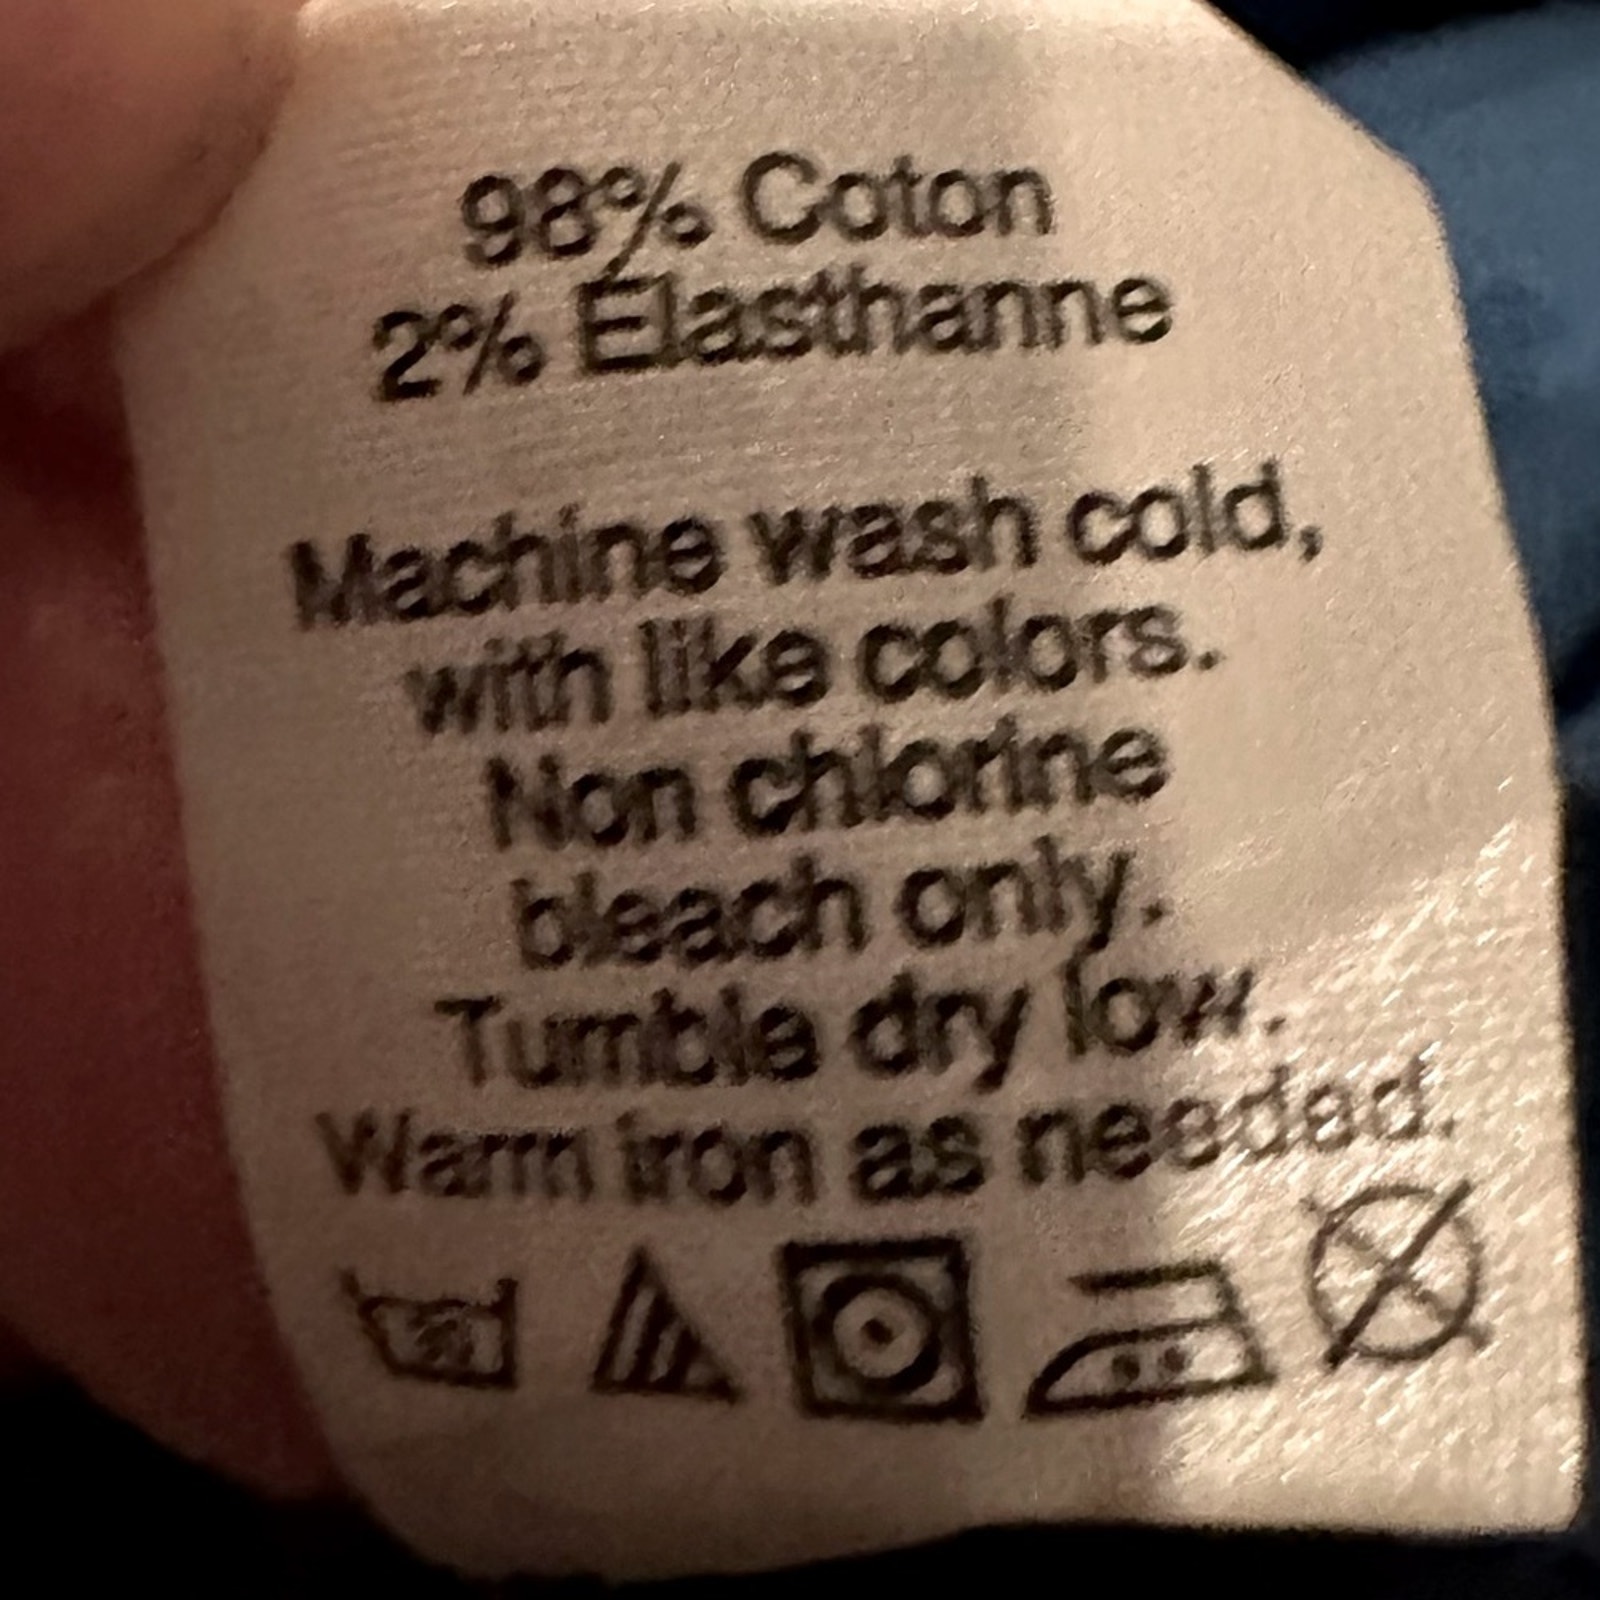 98% Coton
2% Élasthanne
Machine wash cold,
with like colors.
Non chlorine
bleach only.
Tumble dry low.
Warm iron as needed.
30